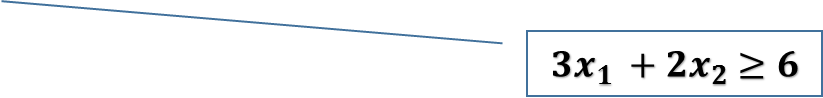 3x₁ + 2x₂ ≥ 6